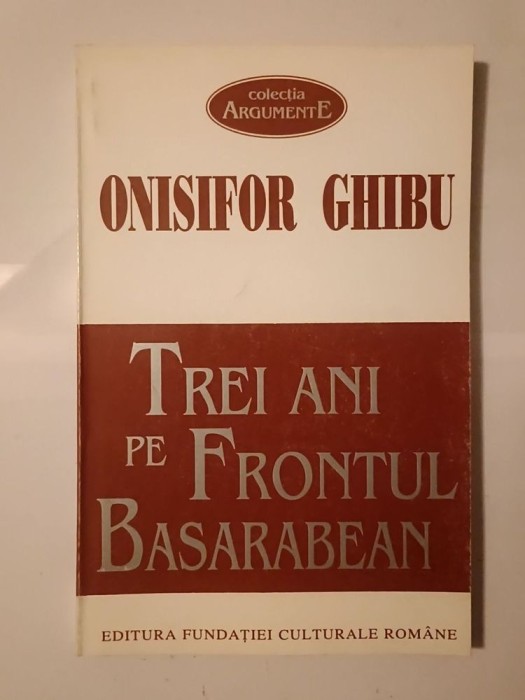 colecția
ARGUMENTE
ONISIFOR GHIBU
TREI ANI
PE FRONTUL
BASARABEAN
EDITURA FUNDAȚIEI CULTURALE ROMÂNE